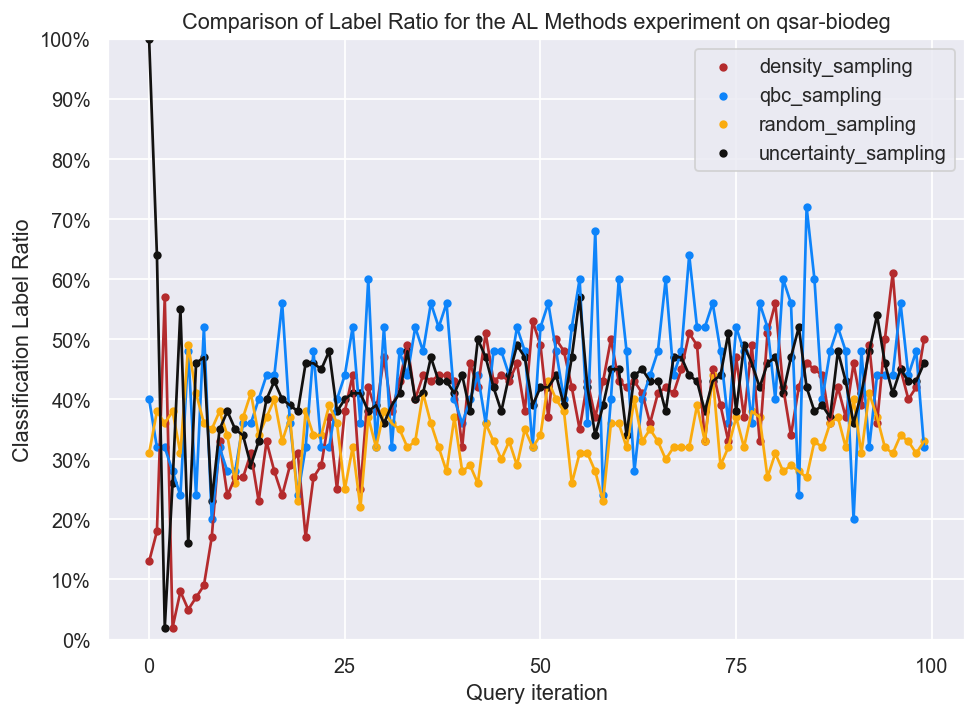 Comparison of Label Ratio for the AL Methods experiment on qsar-biodeg
100%
90%
80%
70%
60%
50%
40%
30%
20%
10%
0%
Classification Label Ratio
density_sampling
qbc_sampling
random_sampling
uncertainty_sampling
0 25 50 75 100
Query iteration